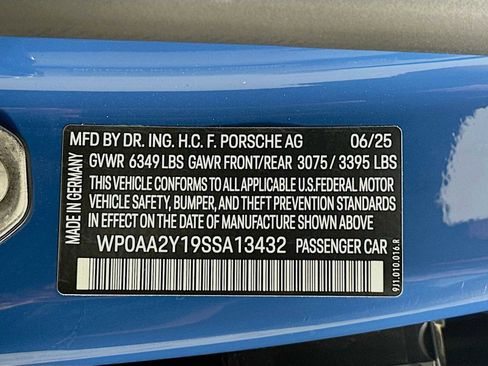 MFD BY DR. ING. H.C. F. PORSCHE AG 06/25
GVWR 6349 LBS GAWR FRONT/REAR 3075 / 3395 LBS
THIS VEHICLE CONFORMS TO ALL APPLICABLE U.S.FEDERAL MOTOR
VEHICLE SAFETY, BUMPER, AND THEFT PREVENTION STANDARDS
IN EFFECT ON THE DATE OF MANUFACTURE SHOWN ABOVE
WP0AA2Y19SSA13432 PASSENGER CAR
MADE IN GERMANY
9J1.010.016.R